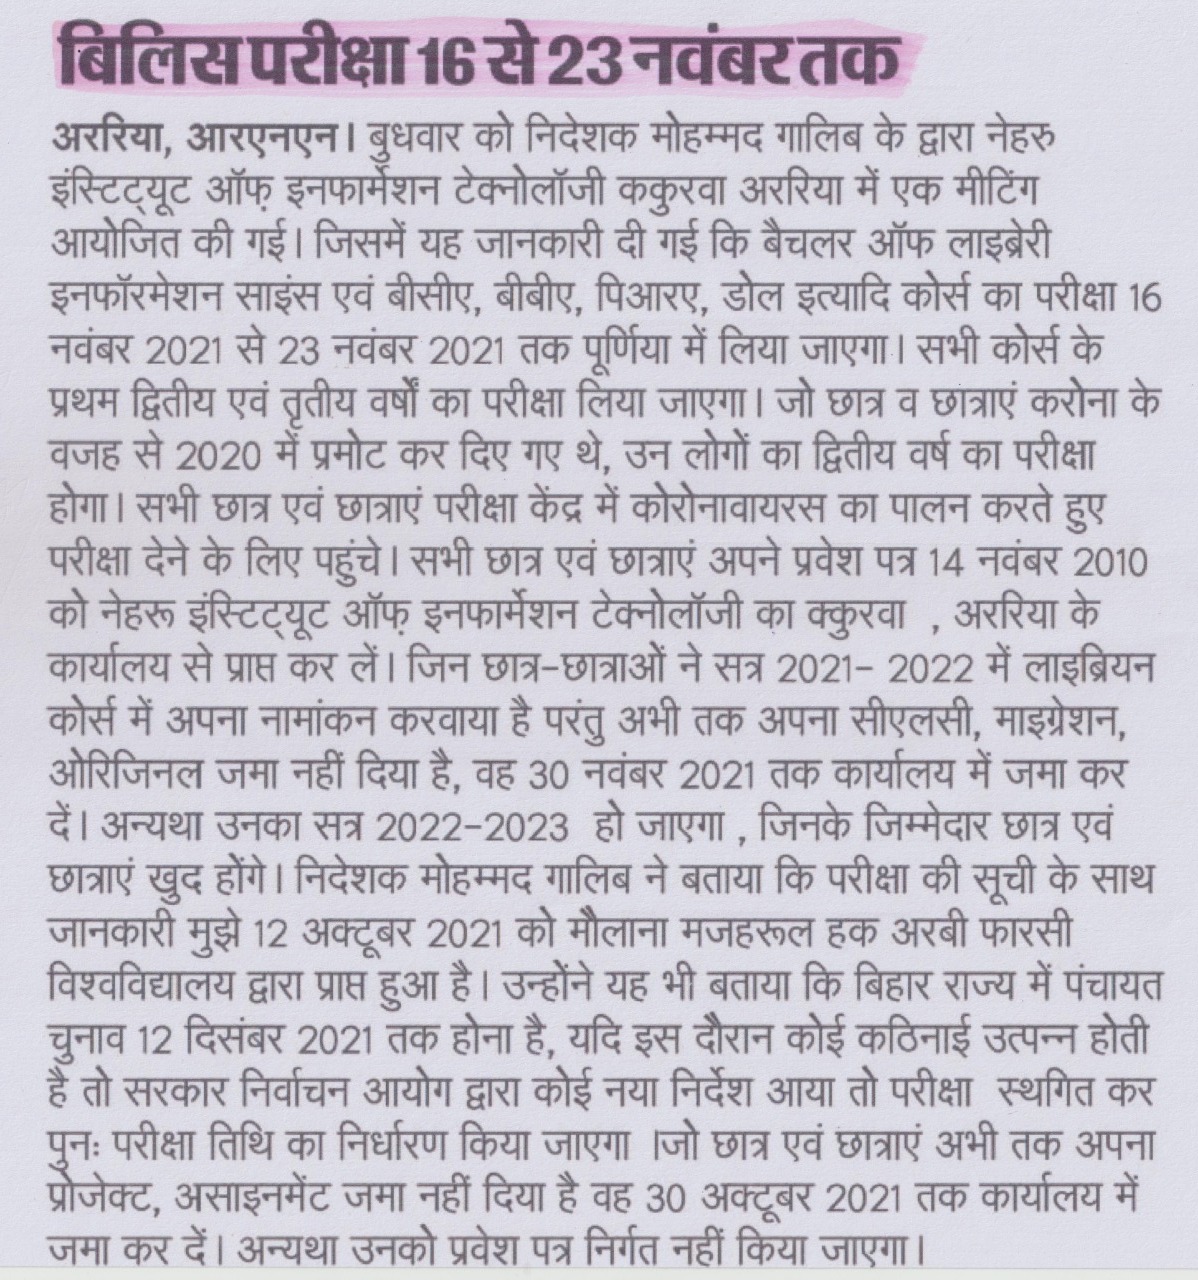 बिलिस परीक्षा 16 से 23 नवंबर तक
अररिया, आरएनएन। बुधवार को निदेशक मोहम्मद गालिब के द्वारा नेहरु
इंस्टिट्यूट ऑफ़ इनफार्मेशन टेक्नोलॉजी ककुरवा अररिया में एक मीटिंग
आयोजित की गई। जिसमें यह जानकारी दी गई कि बैचलर ऑफ लाइब्रेरी
इनफॉरमेशन साइंस एवं बीसीए, बीबीए, पिआरए, डोल इत्यादि कोर्स का परीक्षा 16
नवंबर 2021 से 23 नवंबर 2021 तक पूर्णिया में लिया जाएगा। सभी कोर्स के
प्रथम द्वितीय एवं तृतीय वर्षों का परीक्षा लिया जाएगा। जो छात्र व छात्राएं करोना के
वजह से 2020 में प्रमोट कर दिए गए थे, उन लोगों का द्वितीय वर्ष का परीक्षा
होगा। सभी छात्र एवं छात्राएं परीक्षा केंद्र में कोरोनावायरस का पालन करते हुए
परीक्षा देने के लिए पहुंचे। सभी छात्र एवं छात्राएं अपने प्रवेश पत्र 14 नवंबर 2010
को नेहरू इंस्टिट्यूट ऑफ़ इनफार्मेशन टेक्नोलॉजी का क्कुरवा , अररिया के
कार्यालय से प्राप्त कर लें। जिन छात्र-छात्राओं ने सत्र 2021- 2022 में लाइब्रियन
कोर्स में अपना नामांकन करवाया है परंतु अभी तक अपना सीएलसी, माइग्रेशन,
ओरिजिनल जमा नहीं दिया है, वह 30 नवंबर 2021 तक कार्यालय में जमा कर
दें। अन्यथा उनका सत्र 2022-2023 हो जाएगा , जिनके जिम्मेदार छात्र एवं
छात्राएं खुद होंगे। निदेशक मोहम्मद गालिब ने बताया कि परीक्षा की सूची के साथ
जानकारी मुझे 12 अक्टूबर 2021 को मौलाना मजहरूल हक अरबी फारसी
विश्वविद्यालय द्वारा प्राप्त हुआ है। उन्होंने यह भी बताया कि बिहार राज्य में पंचायत
चुनाव 12 दिसंबर 2021 तक होना है, यदि इस दौरान कोई कठिनाई उत्पन्न होती
है तो सरकार निर्वाचन आयोग द्वारा कोई नया निर्देश आया तो परीक्षा स्थगित कर
पुनः परीक्षा तिथि का निर्धारण किया जाएगा ।जो छात्र एवं छात्राएं अभी तक अपना
प्रोजेक्ट, असाइनमेंट जमा नहीं दिया है वह 30 अक्टूबर 2021 तक कार्यालय में
जमा कर दें। अन्यथा उनको प्रवेश पत्र निर्गत नहीं किया जाएगा।